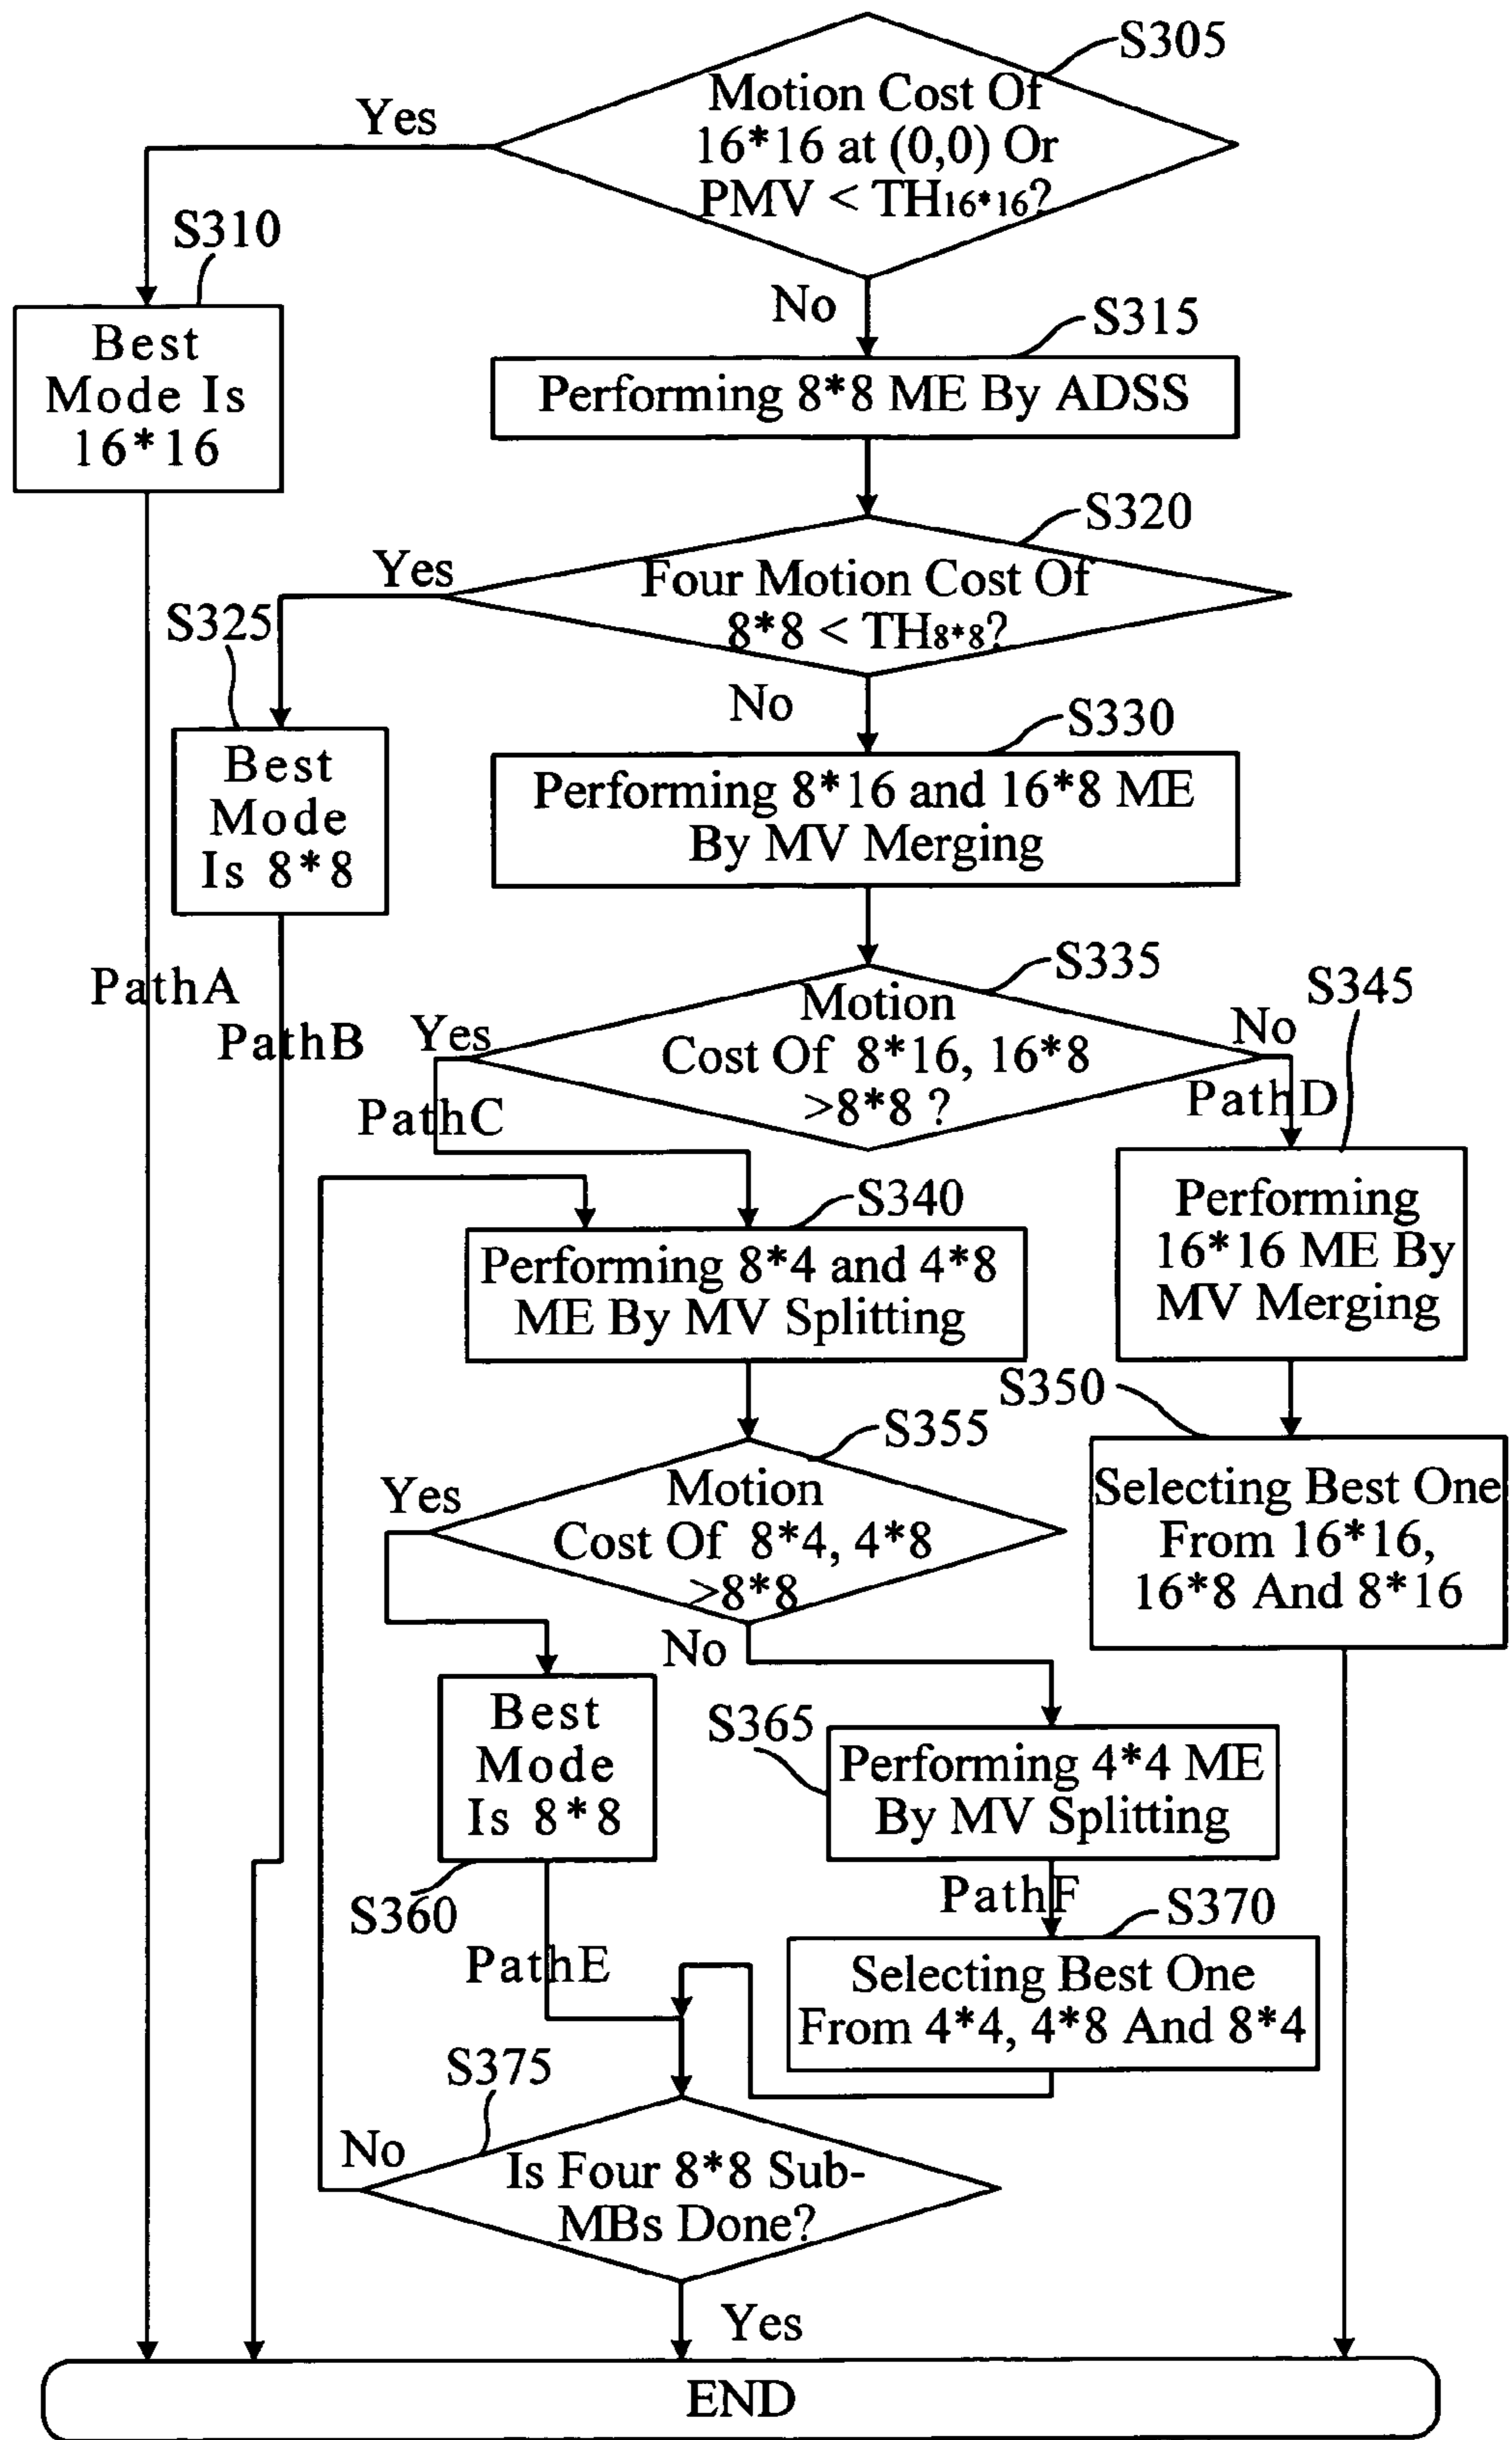 S305
Motion Cost Of
16*16 at (0,0) Or
PMV < TH16*16?
Yes
S310
Best
Mode Is
16*16
No
S315
Performing 8*8 ME By ADSS
S320
Yes
Four Motion Cost Of
8*8 < TH8*8?
S325
No
Best
Mode
Is 8*8
S330
Performing 8*16 and 16*8 ME
By MV Merging
PathA
PathB
S335
Yes
Motion
Cost Of 8*16, 16*8
>8*8 ?
No
S345
PathC
PathD
S340
Performing 8*4 and 4*8
ME By MV Splitting
Performing
16*16 ME By
MV Merging
S350
S355
Yes
Motion
Cost Of 8*4, 4*8
>8*8
Selecting Best One
From 16*16,
16*8 And 8*16
No
Best
Mode
Is 8*8
S365
Performing 4*4 ME
By MV Splitting
S360
PathF
S370
PathE
Selecting Best One
From 4*4, 4*8 And 8*4
S375
No
Is Four 8*8 Sub-
MBs Done?
Yes
END